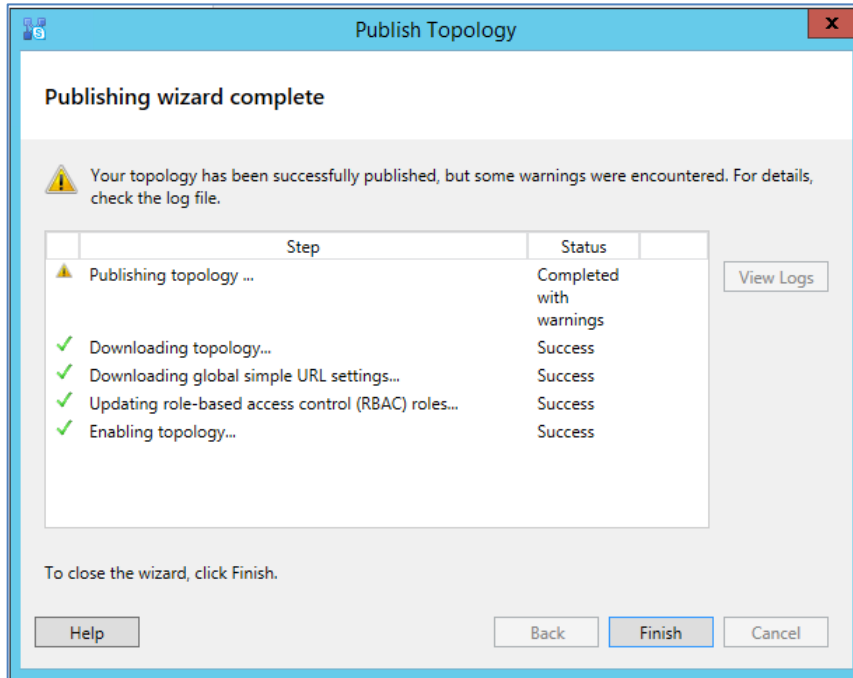 Publish Topology
x
Publishing wizard complete
Your topology has been successfully published, but some warnings were encountered. For details,
check the log file.
Step Status
Publishing topology ... Completed
with
warnings
View Logs
Downloading topology... Success
Downloading global simple URL settings... Success
Updating role-based access control (RBAC) roles... Success
Enabling topology... Success
To close the wizard, click Finish.
Help Back Finish Cancel